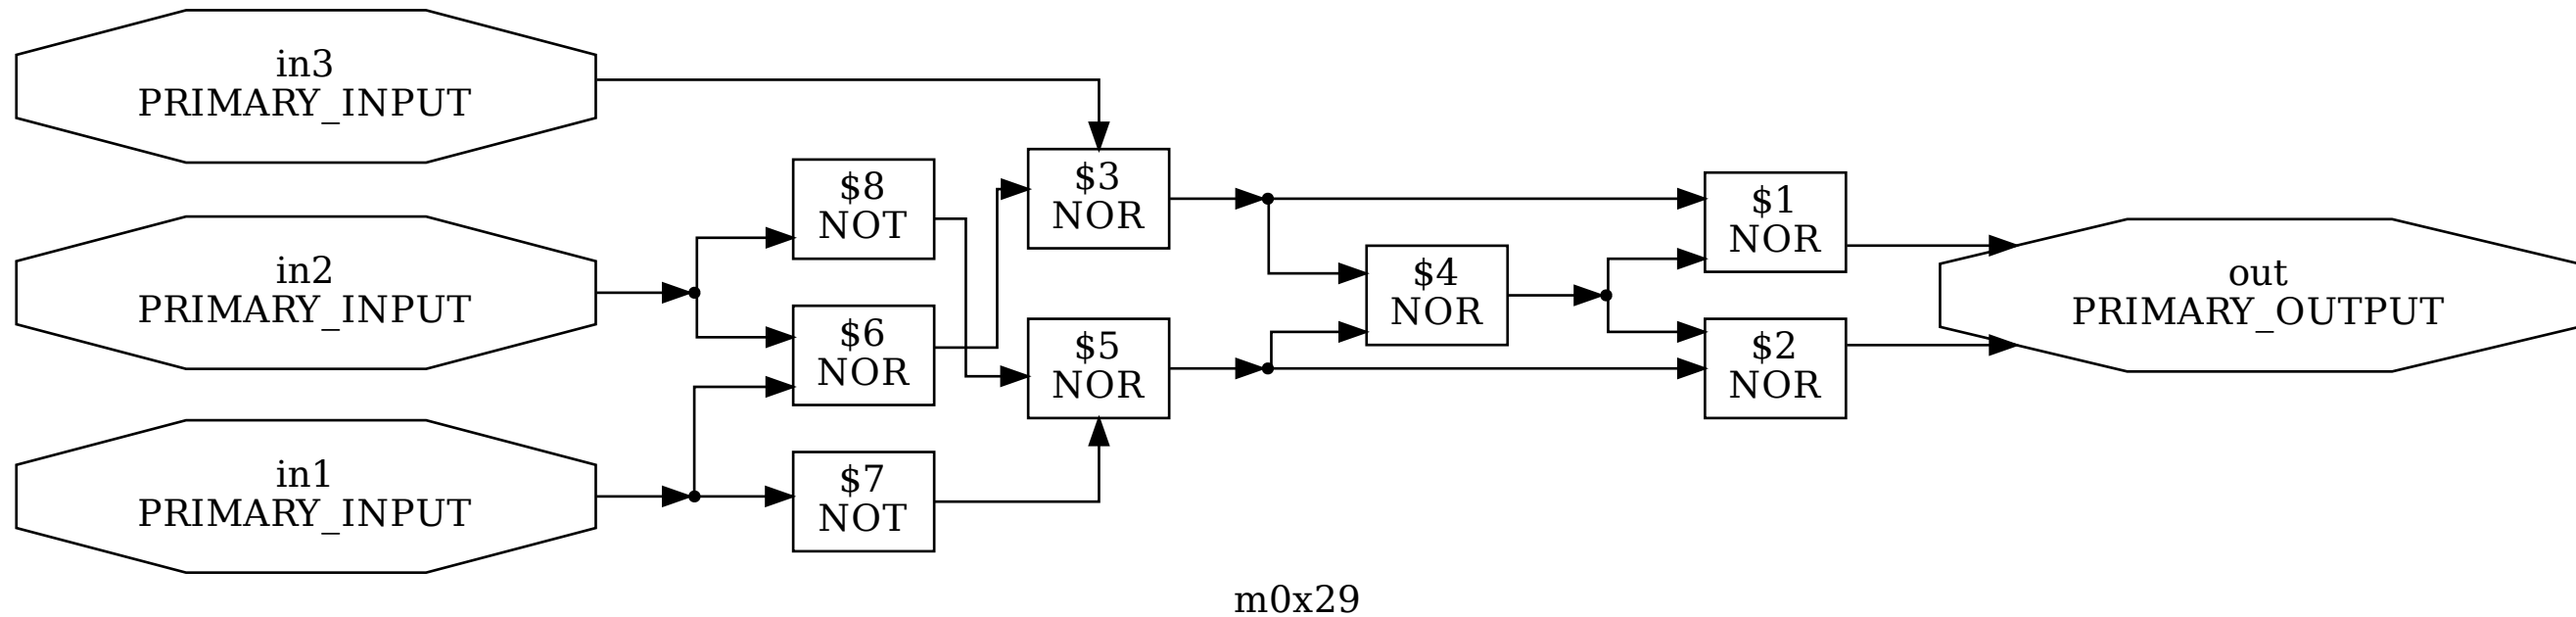 in3
PRIMARY_INPUT
$8
NOT
$3
NOR
$1
NOR
in2
PRIMARY_INPUT
$6
NOR
$5
NOR
$4
NOR
$2
NOR
out
PRIMARY_OUTPUT
in1
PRIMARY_INPUT
$7
NOT
m0x29